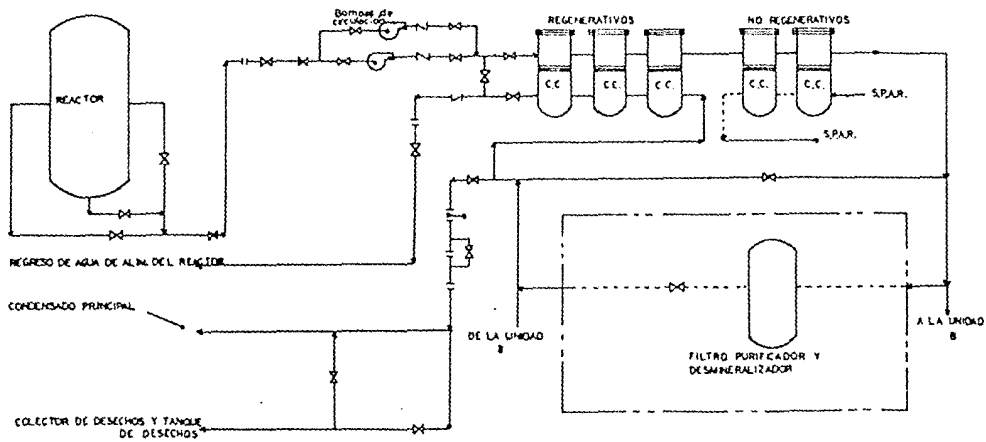 Bombas de
circulación
REGENERATIVOS
NO REGENERATIVOS
REACTOR
C.C.
C.C.
C.C.
C.C.
C.C.
S.P.A.R.
S.P.A.R.
REGRESO DE AGUA DE ALIM. DEL REACTOR
CONDENSADO PRINCIPAL
DE LA UNIDAD
A LA UNIDAD
B
FILTRO PURIFICADOR Y
DESMINERALIZADOR
COLECTOR DE DESECHOS Y TANQUE
DE DESECHOS